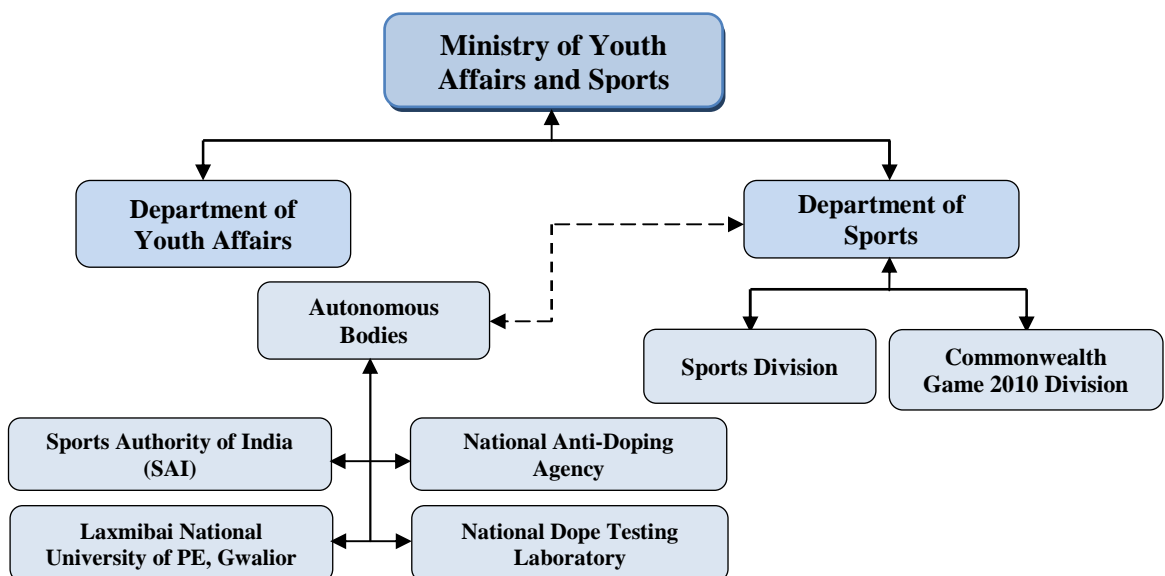 Ministry of Youth
Affairs and Sports
Department of
Youth Affairs
Department of
Sports
Autonomous
Bodies
Sports Division
Commonwealth
Game 2010 Division
Sports Authority of India
(SAI)
National Anti-Doping
Agency
Laxmibai National
University of PE, Gwalior
National Dope Testing
Laboratory